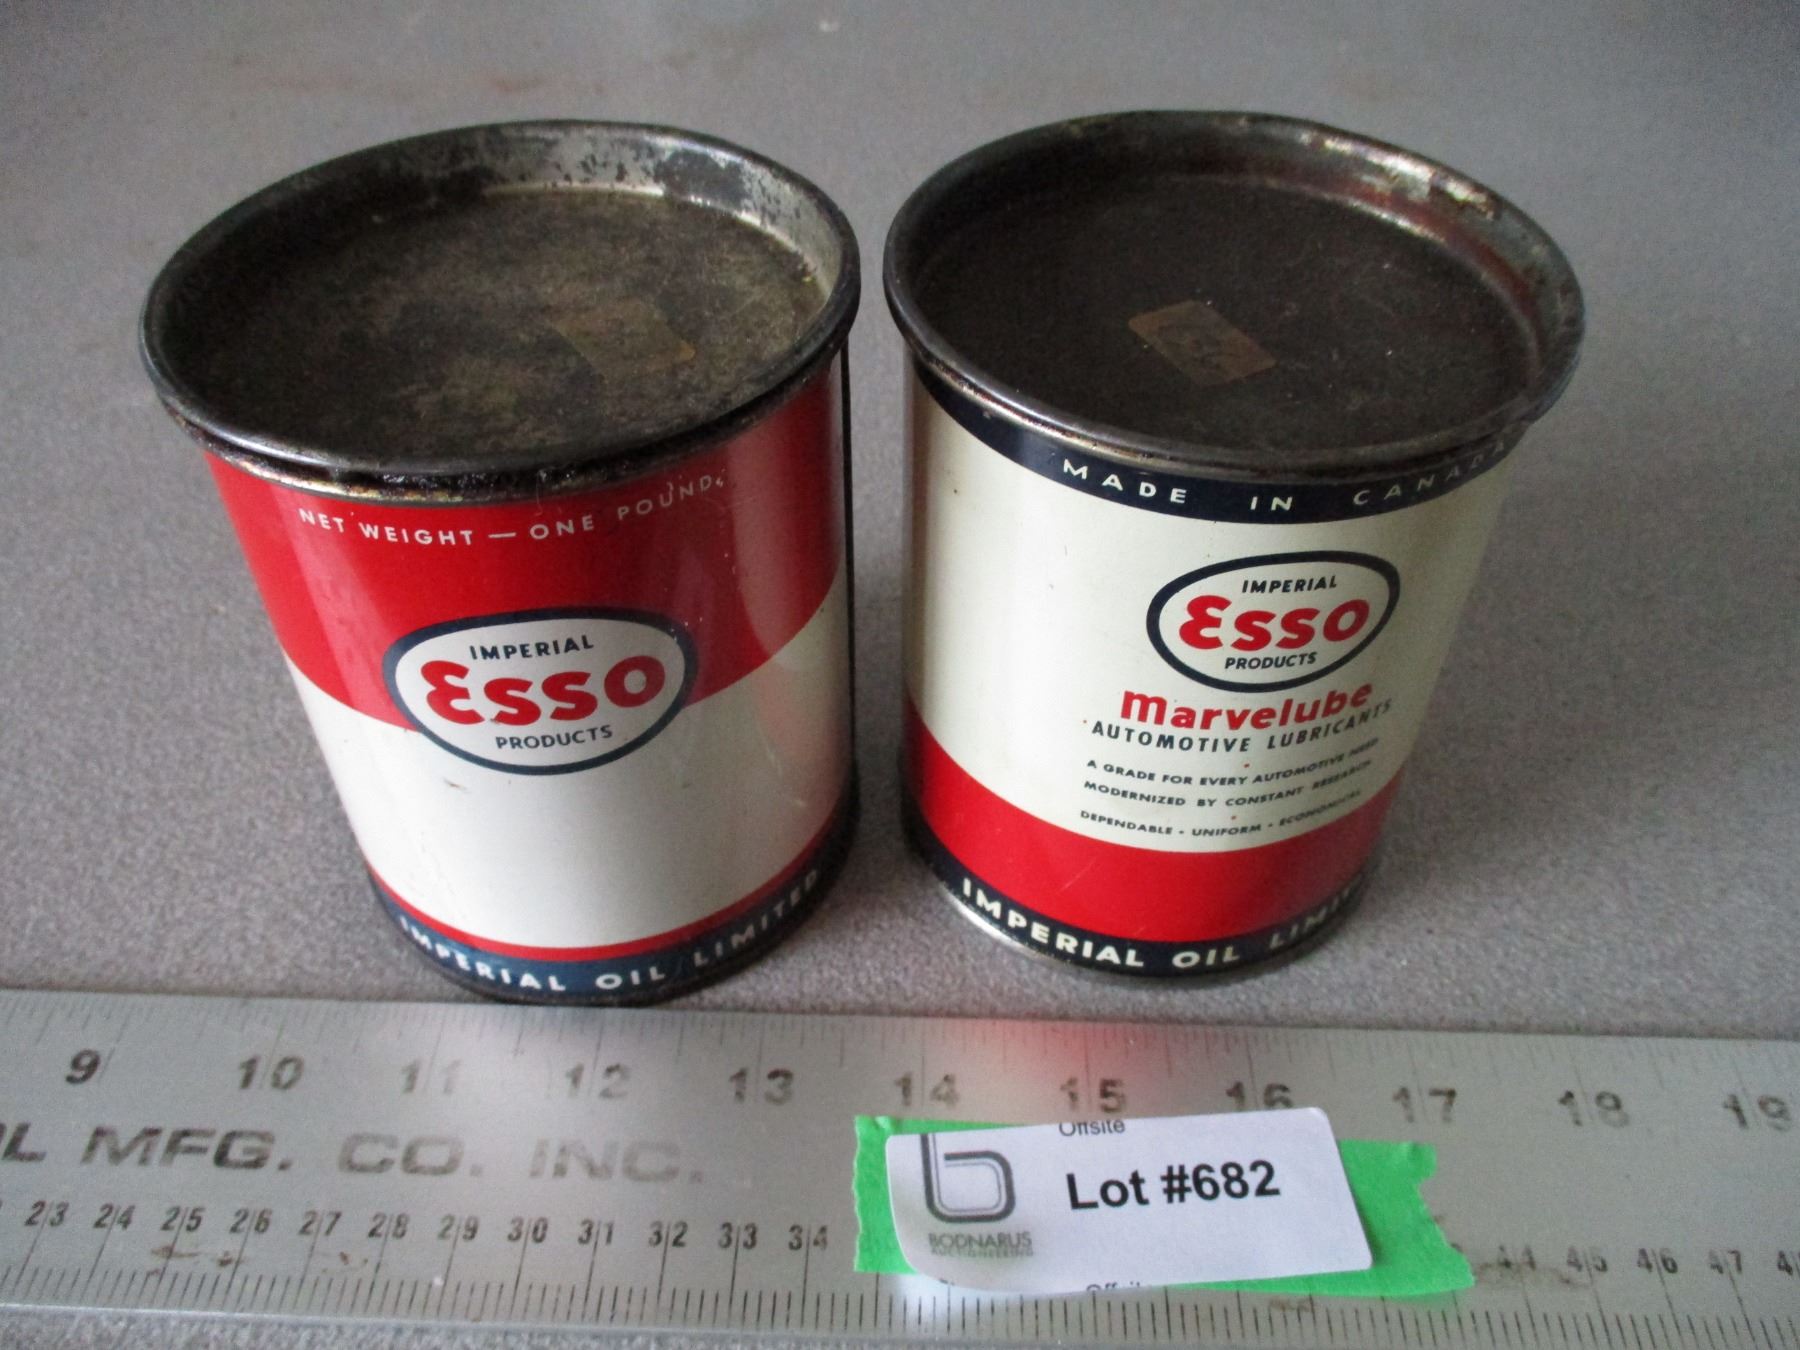 NET WEIGHT — ONE POUND
IMPERIAL
Esso
PRODUCTS
IMPERIAL OIL LIMITED
MADE IN CANADA
IMPERIAL
Esso
PRODUCTS
Marvelube
AUTOMOTIVE LUBRICANTS
A GRADE FOR EVERY AUTOMOTIVE NEED
MODERNIZED BY CONSTANT RESEARCH
DEPENDABLE - UNIFORM - ECONOMICAL
IMPERIAL OIL LIMITED
9 10 11 12 13 14 15 16 17 18 19
L MFG. CO. INC.
23 24 25 26 27 28 29 30 31 32 33 34 44 45 46 47
Offsite
Lot #682
BODNARUS
AUCTIONEERING